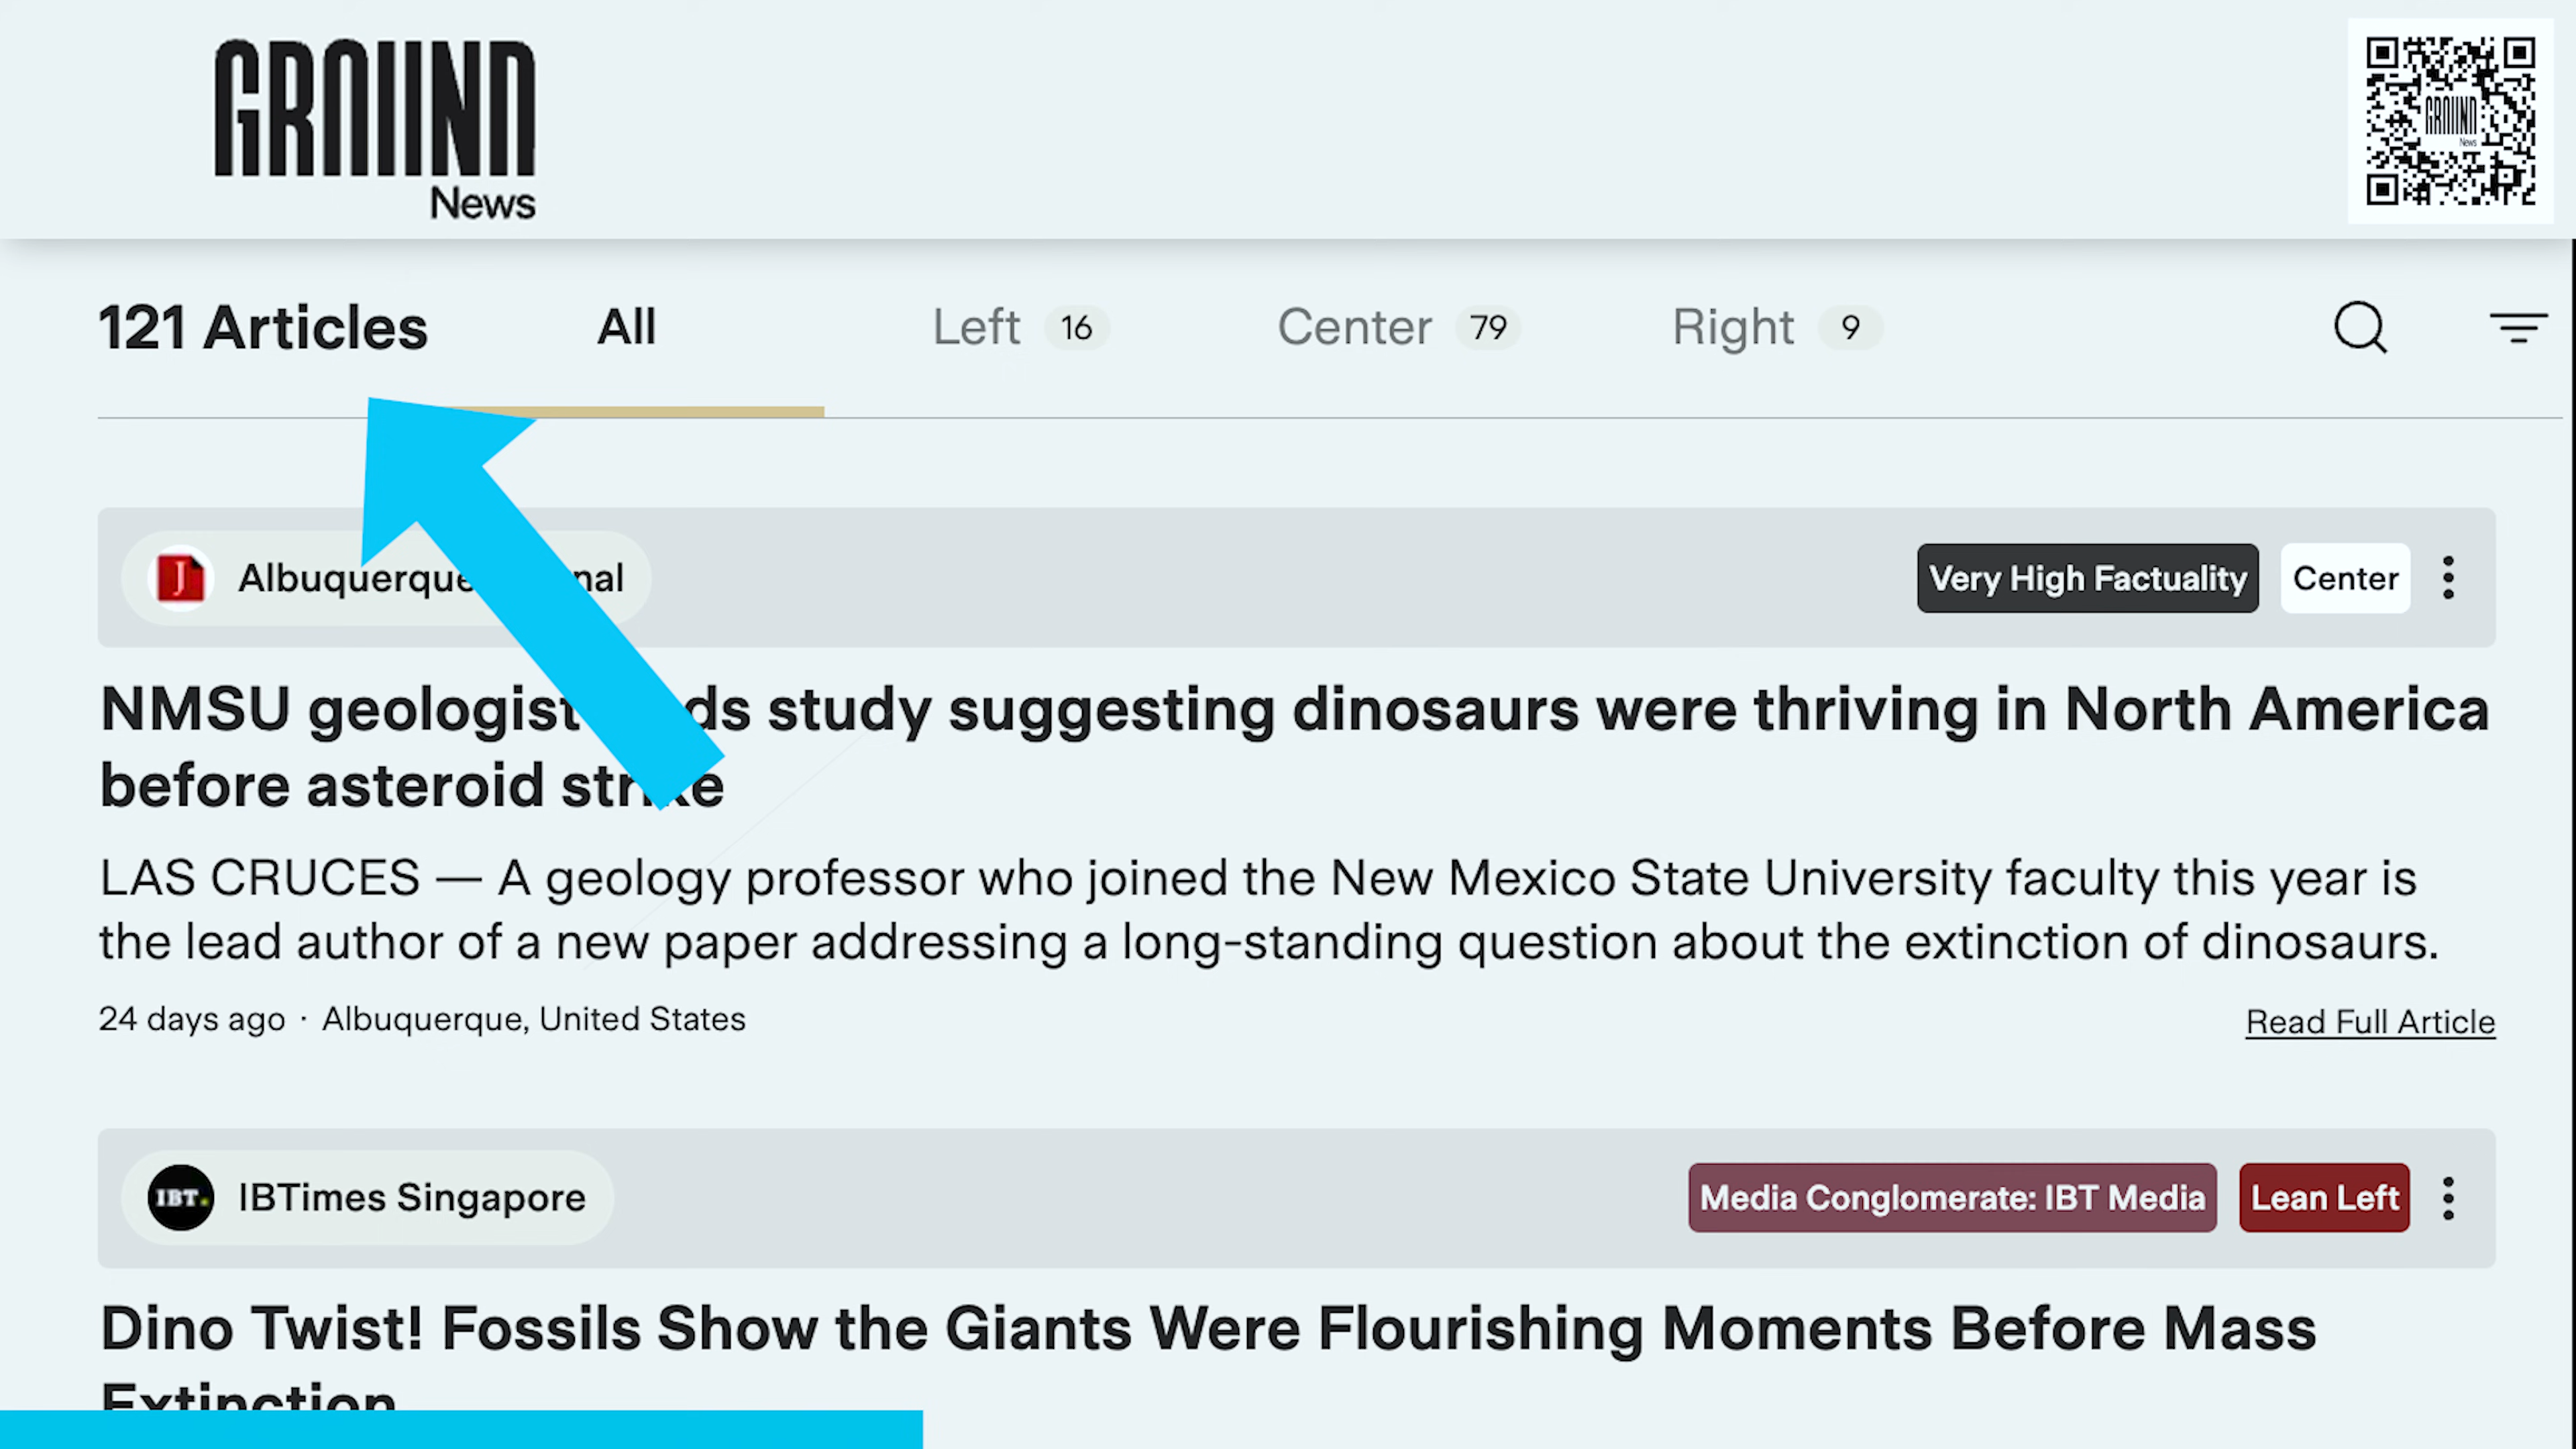 GROUND
News
GROUND
News
121 Articles All Left 16 Center 79 Right 9
J Albuquerque nal Very High Factuality Center
NMSU geologist ds study suggesting dinosaurs were thriving in North America
before asteroid strike
LAS CRUCES — A geology professor who joined the New Mexico State University faculty this year is
the lead author of a new paper addressing a long-standing question about the extinction of dinosaurs.
24 days ago · Albuquerque, United States Read Full Article
IBT. IBTimes Singapore Media Conglomerate: IBT Media Lean Left
Dino Twist! Fossils Show the Giants Were Flourishing Moments Before Mass
Extinction